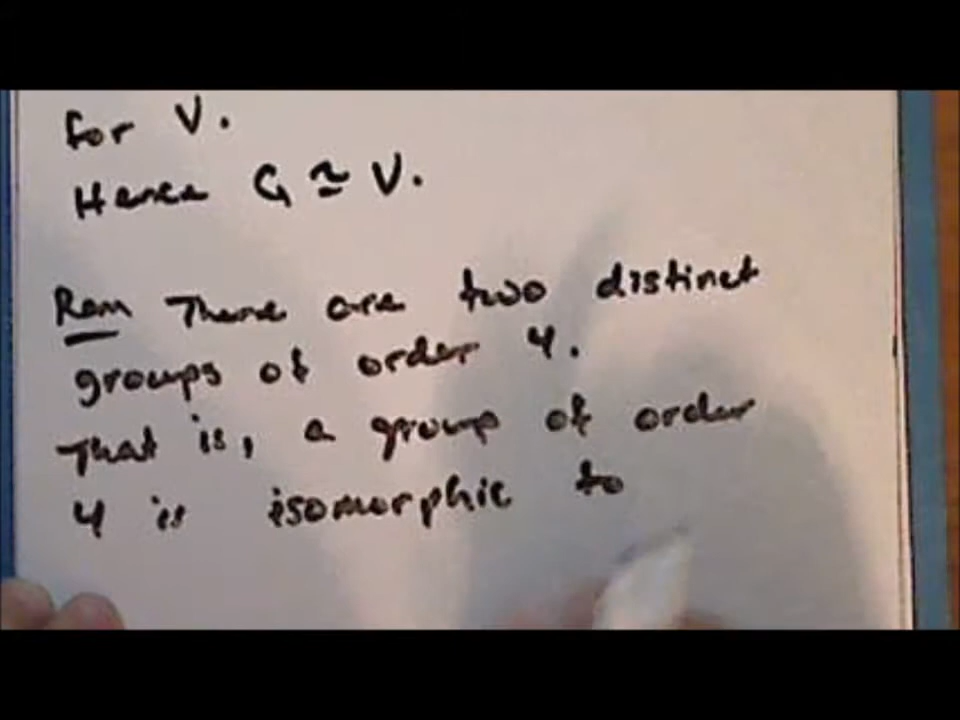 for V.
Hence G ≃ V.
Rem There are two distinct
groups of order 4.
That is, a group of order
4 is isomorphic to